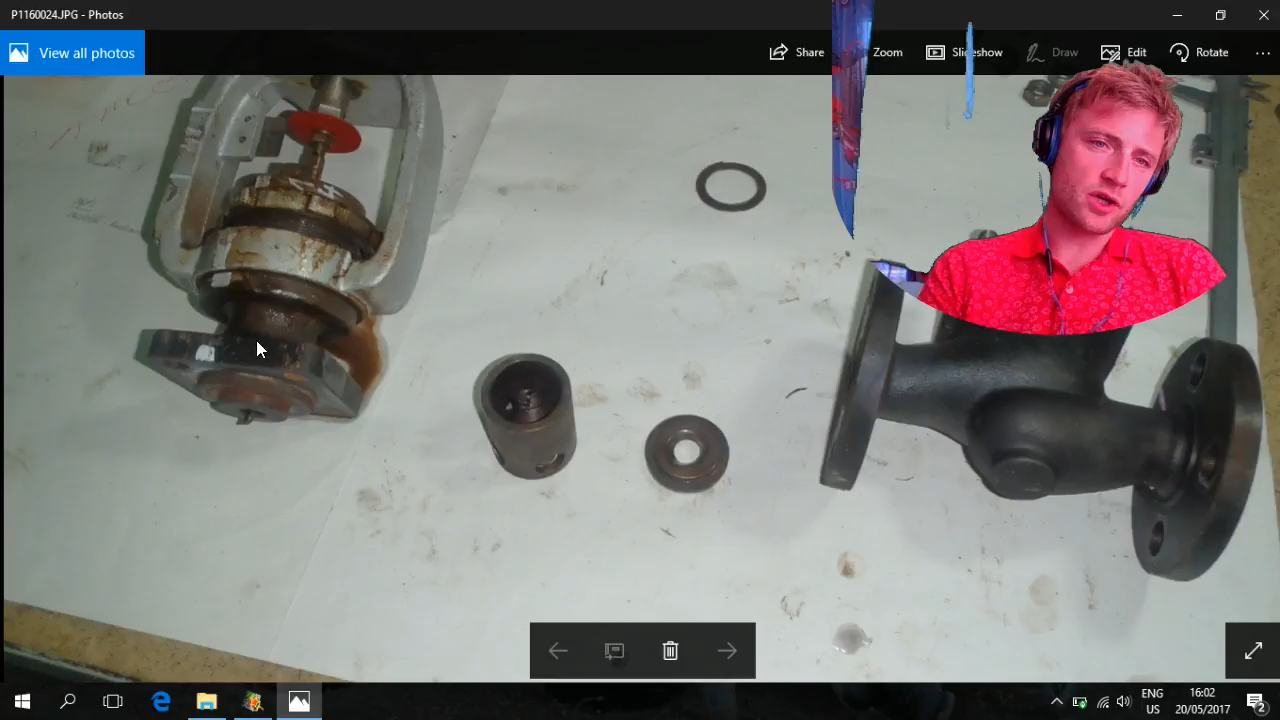 P1160024.JPG - Photos
View all photos
Share
Zoom
Slideshow
Draw
Edit
Rotate
ENG
US
16:02
20/05/2017
2